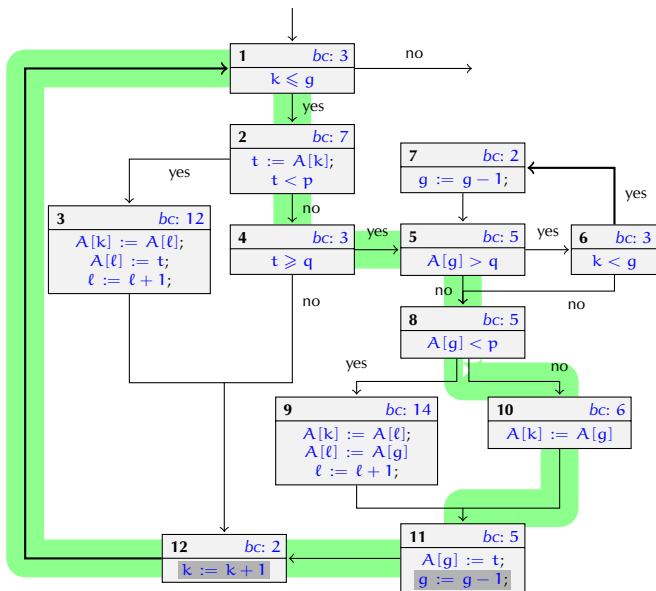 1 bc: 3
k ⩽ g
no
yes
2 bc: 7
t := A[k];
t < p
yes
no
7 bc: 2
g := g − 1;
yes
3 bc: 12
A[k] := A[ℓ];
A[ℓ] := t;
ℓ := ℓ + 1;
4 bc: 3
t ⩾ q
yes
5 bc: 5
A[g] > q
yes
6 bc: 3
k < g
no
no
no
8 bc: 5
A[g] < p
yes
no
9 bc: 14
A[k] := A[ℓ];
A[ℓ] := A[g]
ℓ := ℓ + 1;
10 bc: 6
A[k] := A[g]
11 bc: 5
A[g] := t;
g := g − 1;
12 bc: 2
k := k + 1